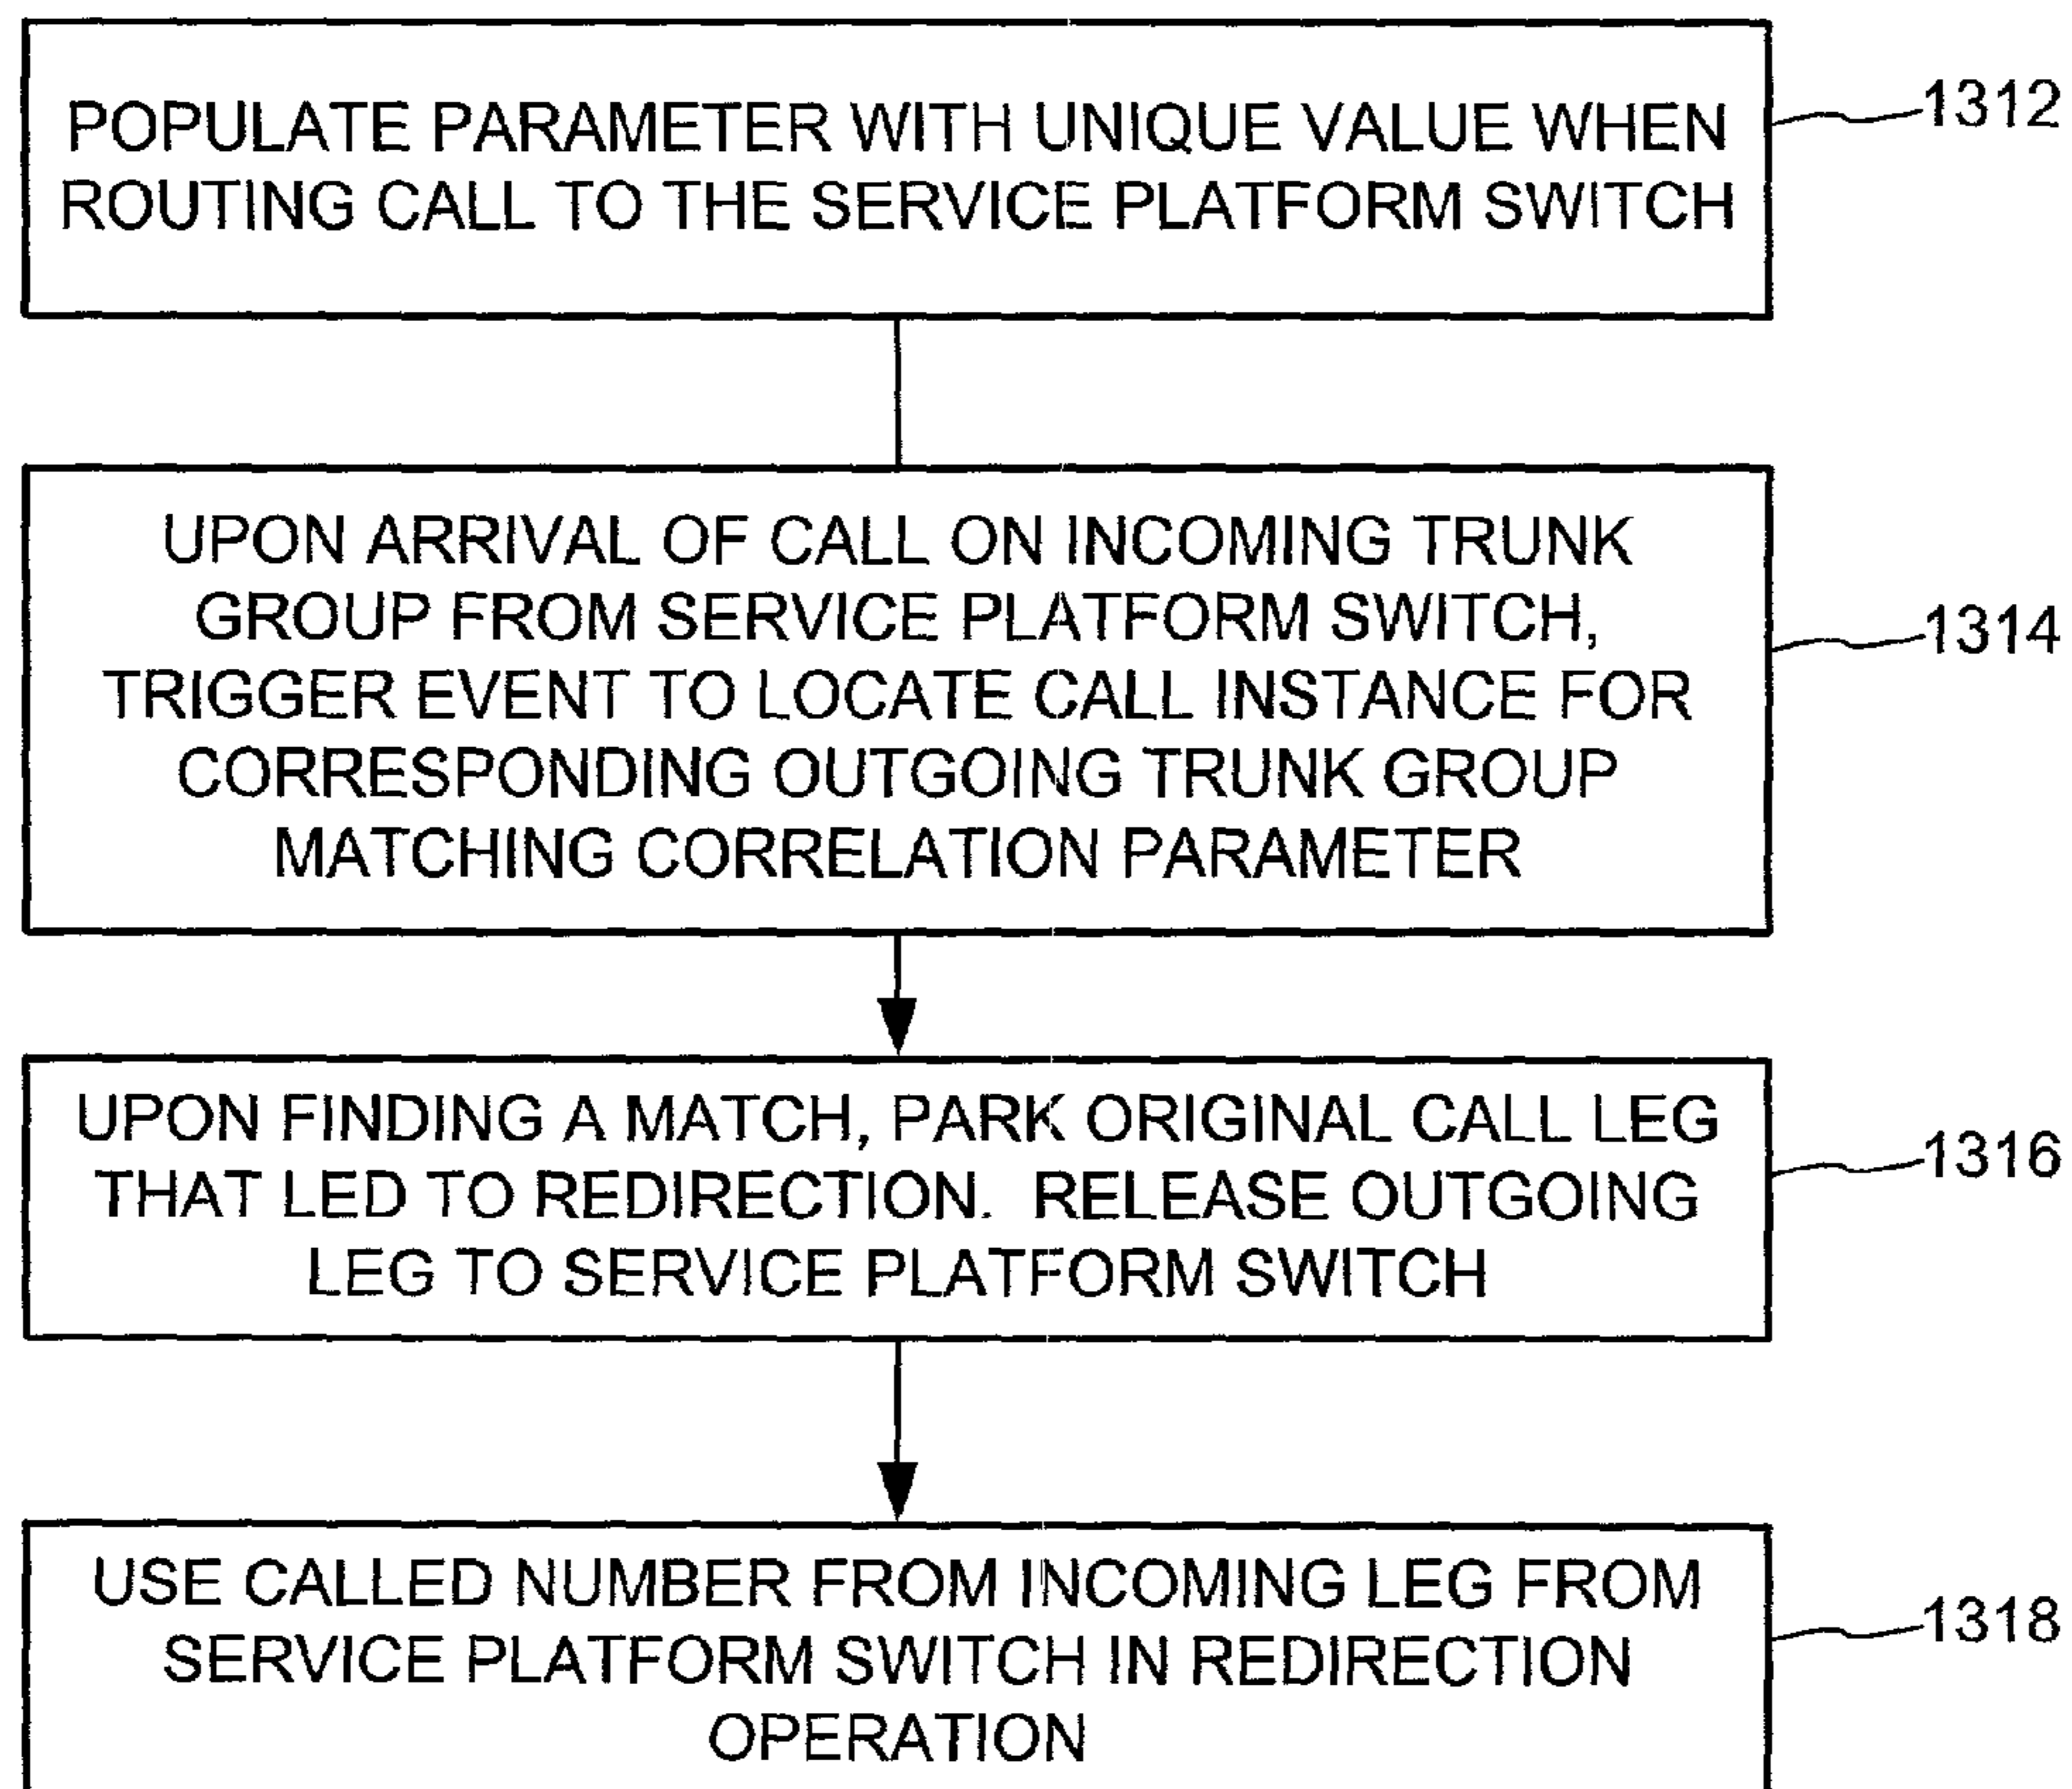 POPULATE PARAMETER WITH UNIQUE VALUE WHEN
ROUTING CALL TO THE SERVICE PLATFORM SWITCH
1312
UPON ARRIVAL OF CALL ON INCOMING TRUNK
GROUP FROM SERVICE PLATFORM SWITCH,
TRIGGER EVENT TO LOCATE CALL INSTANCE FOR
CORRESPONDING OUTGOING TRUNK GROUP
MATCHING CORRELATION PARAMETER
1314
UPON FINDING A MATCH, PARK ORIGINAL CALL LEG
THAT LED TO REDIRECTION. RELEASE OUTGOING
LEG TO SERVICE PLATFORM SWITCH
1316
USE CALLED NUMBER FROM INCOMING LEG FROM
SERVICE PLATFORM SWITCH IN REDIRECTION
OPERATION
1318